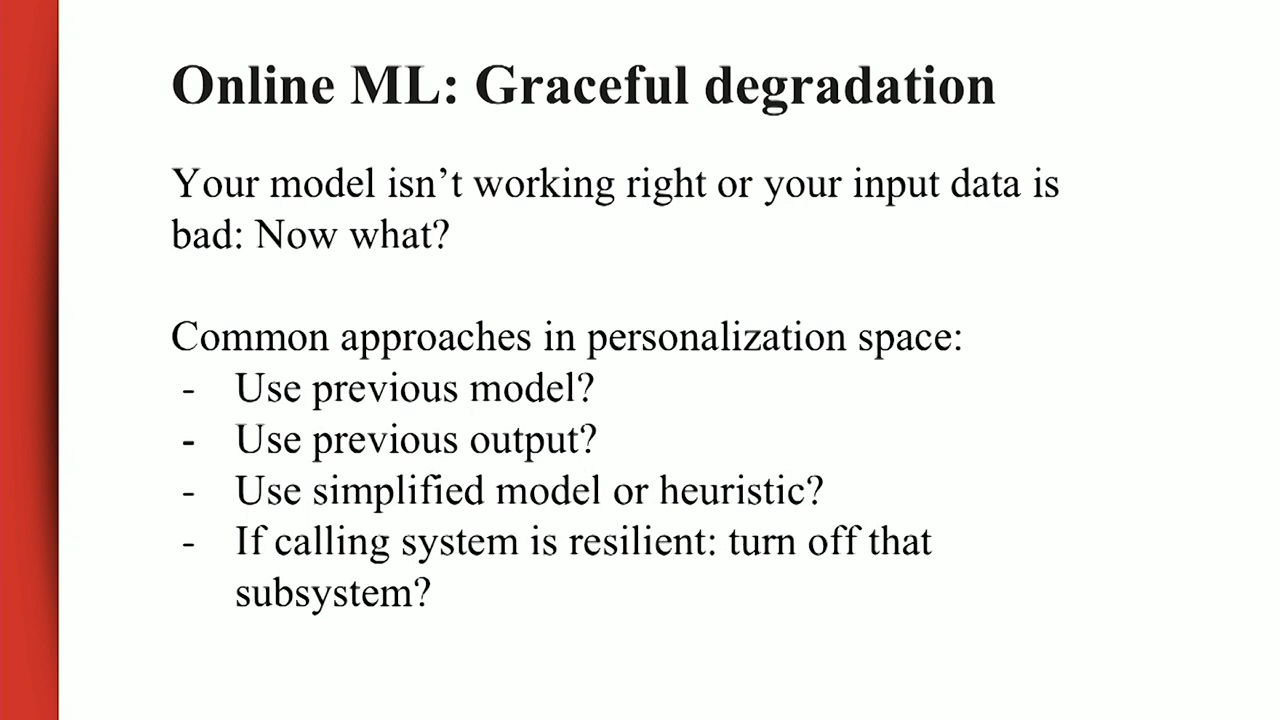 Online ML: Graceful degradation
Your model isn’t working right or your input data is
bad: Now what?
Common approaches in personalization space:
- Use previous model?
- Use previous output?
- Use simplified model or heuristic?
- If calling system is resilient: turn off that
subsystem?